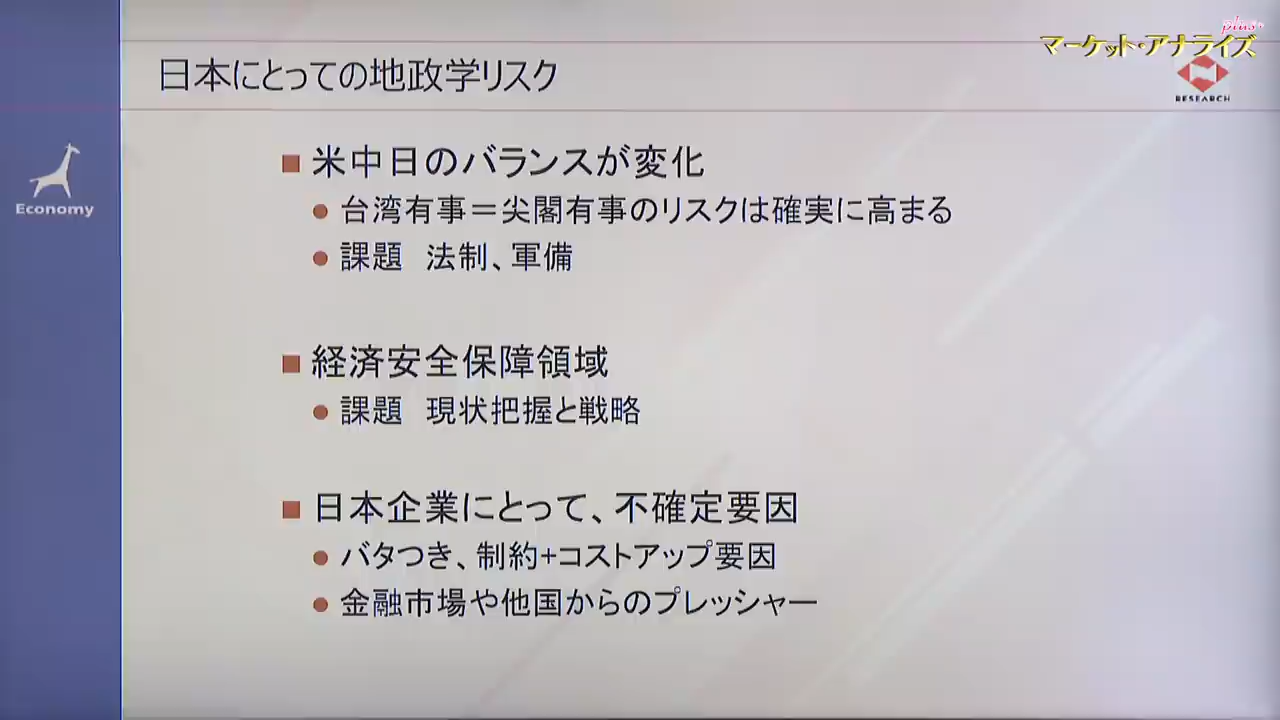 plus+
マーケット・アナライズ
日本にとっての地政学リスク
RESEARCH
Economy
米中日のバランスが変化
台湾有事＝尖閣有事のリスクは確実に高まる
課題　法制、軍備
経済安全保障領域
課題　現状把握と戦略
日本企業にとって、不確定要因
バタつき、制約+コストアップ要因
金融市場や他国からのプレッシャー